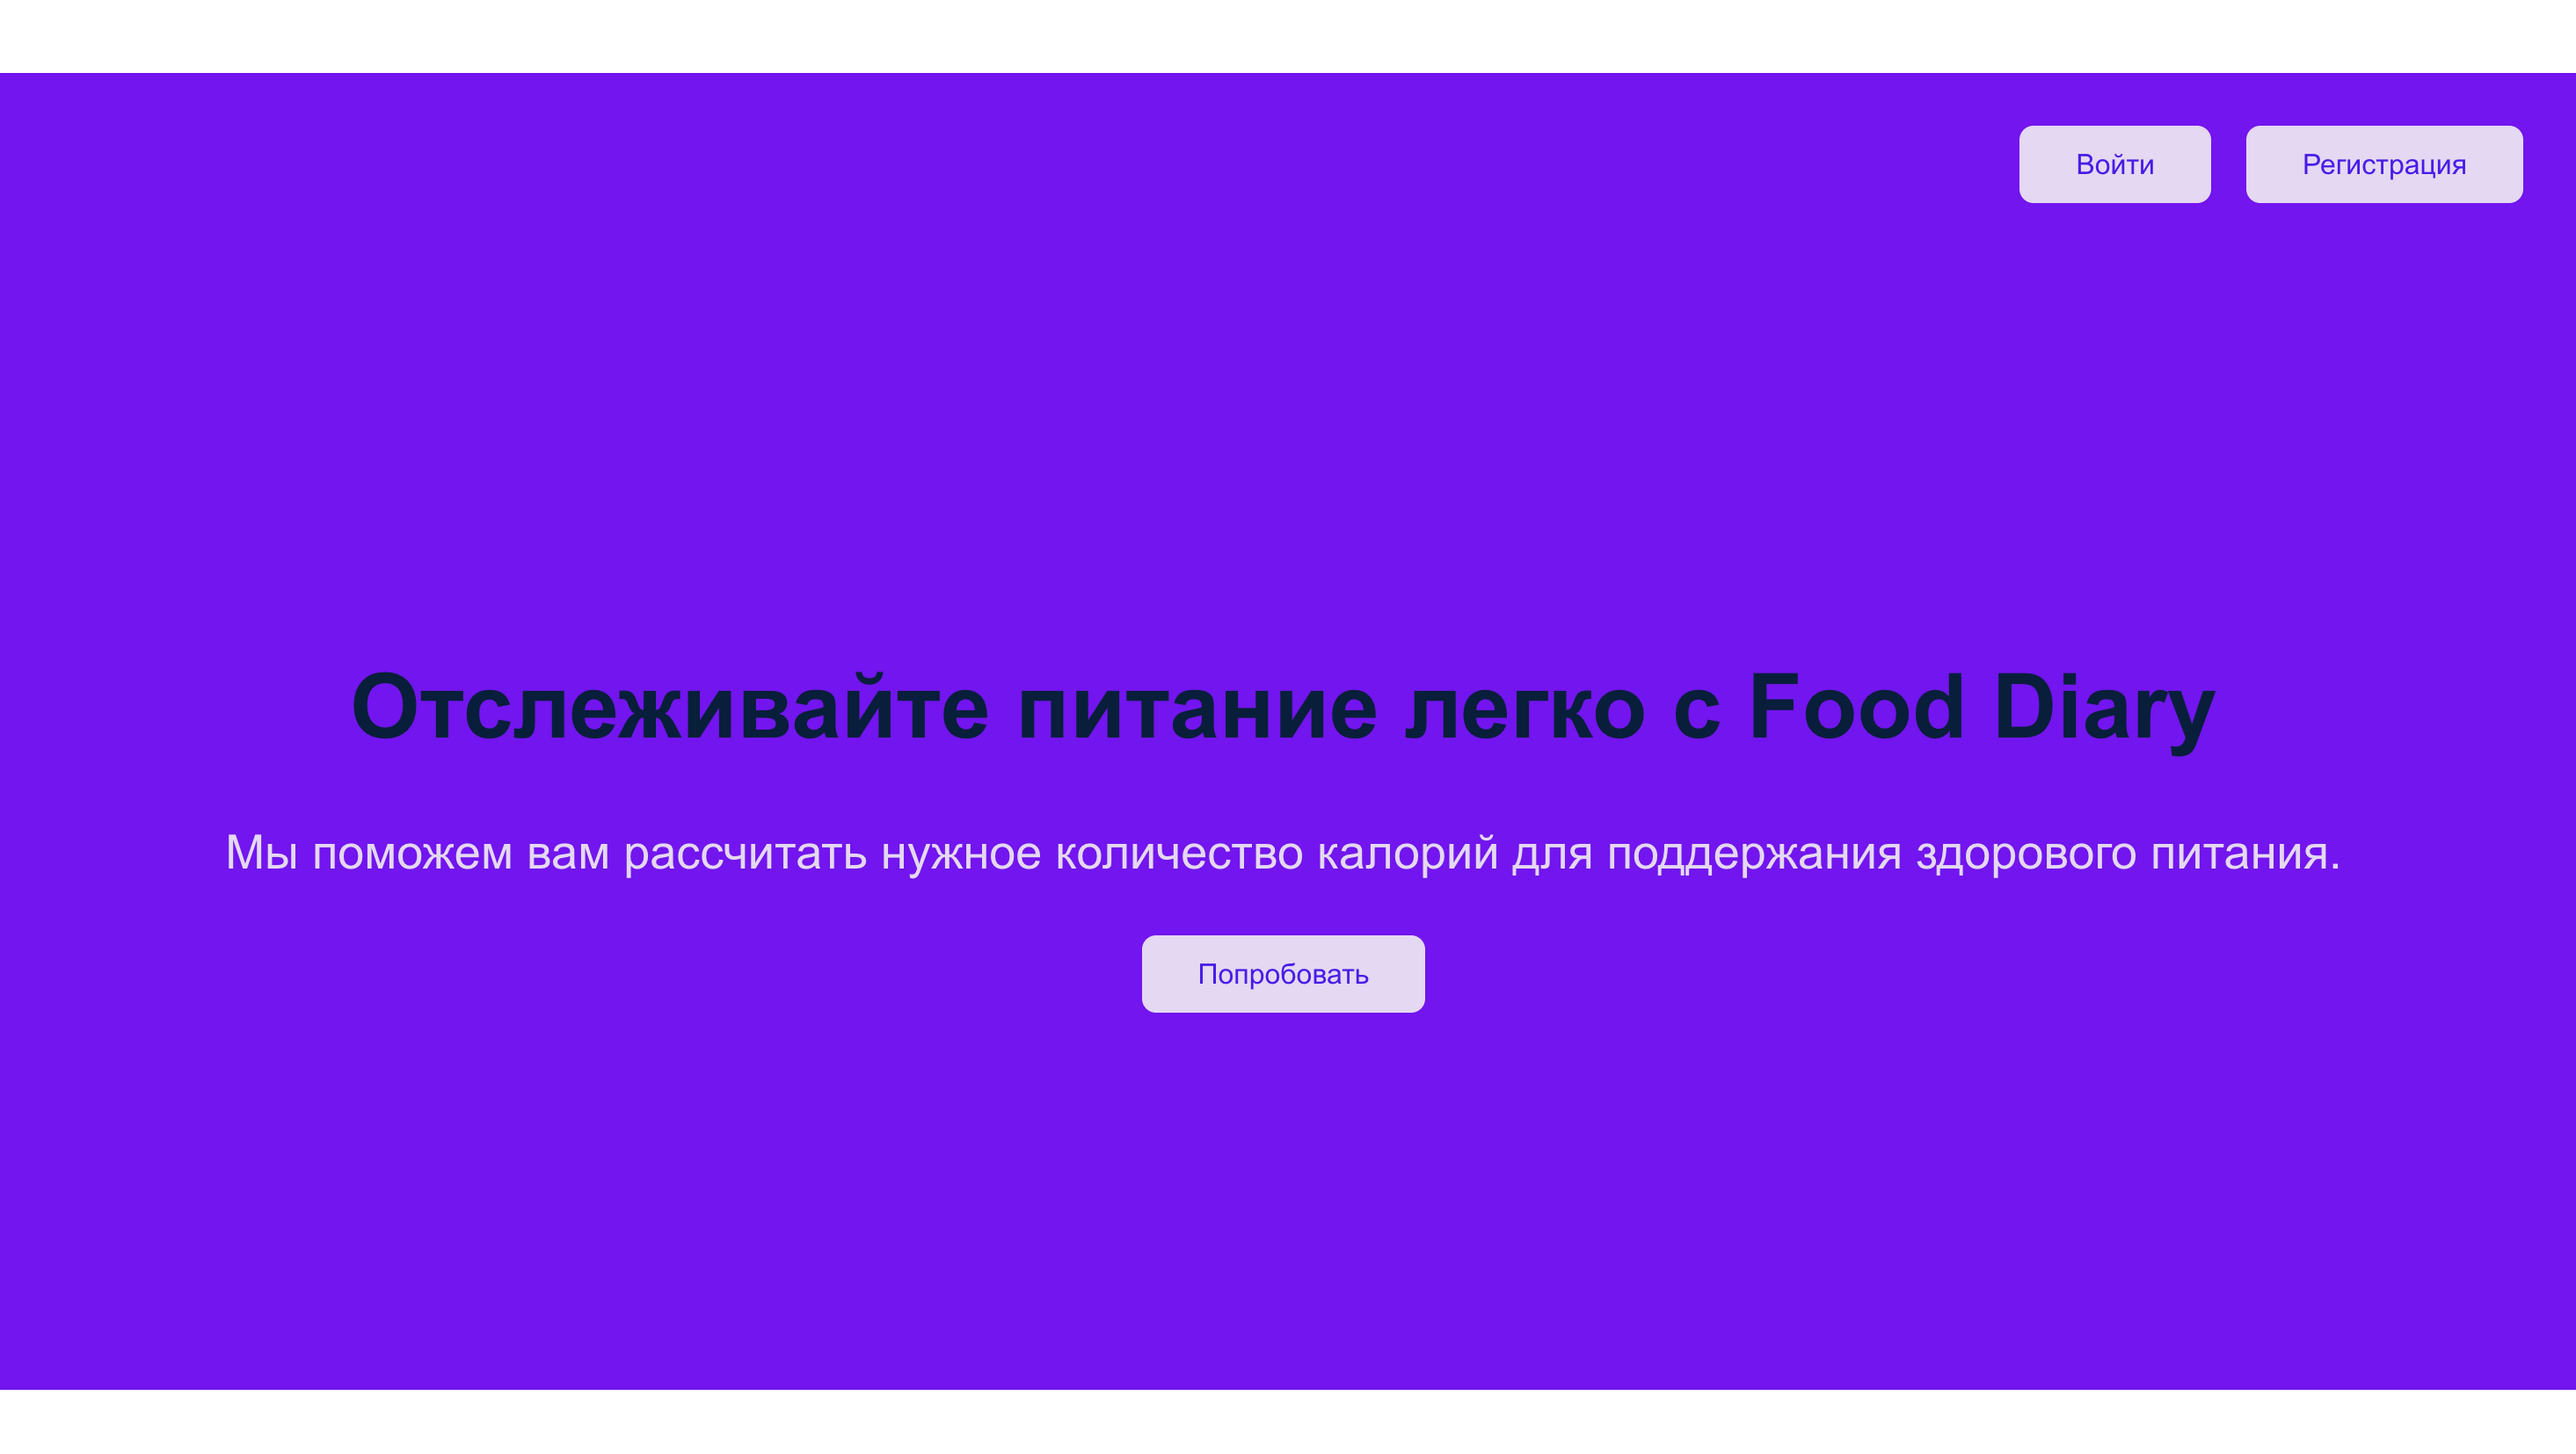 Войти Регистрация
Отслеживайте питание легко с Food Diary
Мы поможем вам рассчитать нужное количество калорий для поддержания здорового питания.
Попробовать